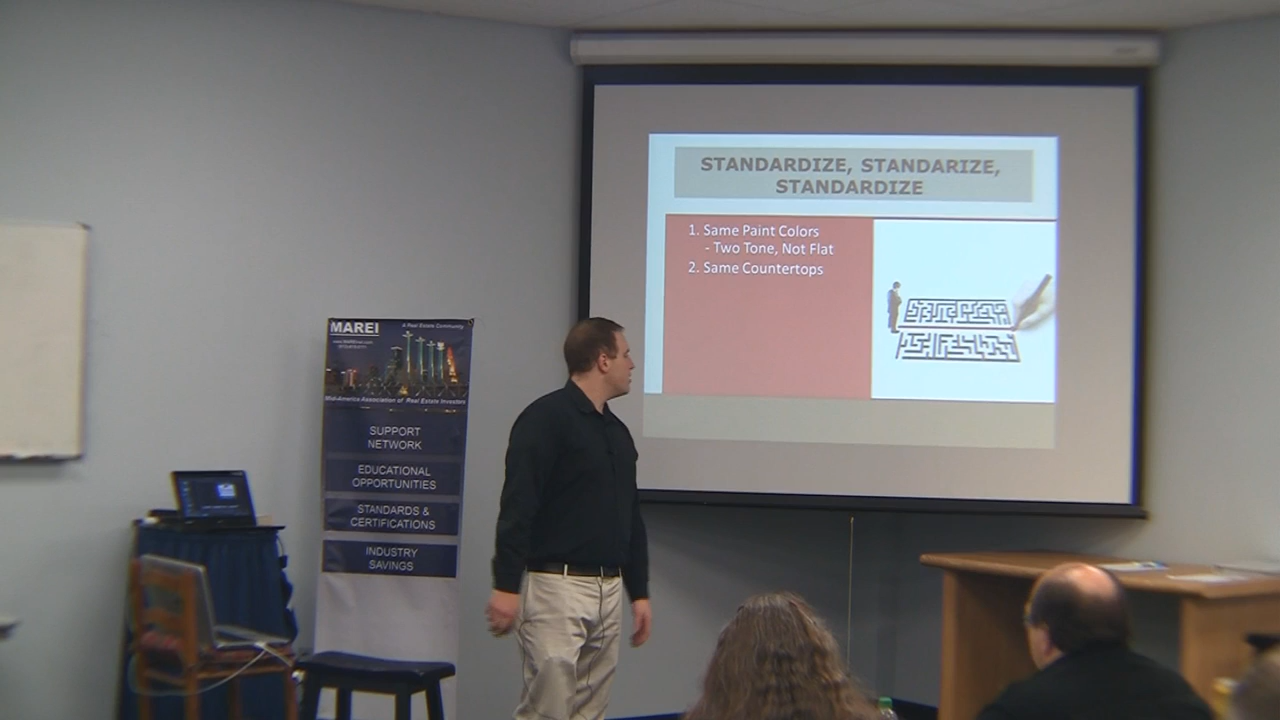 STANDARDIZE, STANDARIZE,
STANDARDIZE
1. Same Paint Colors
- Two Tone, Not Flat
2. Same Countertops
MAREI
A Real Estate Community
Mid-America Association of Real Estate Investors
SUPPORT
NETWORK
EDUCATIONAL
OPPORTUNITIES
STANDARDS &
CERTIFICATIONS
INDUSTRY
SAVINGS